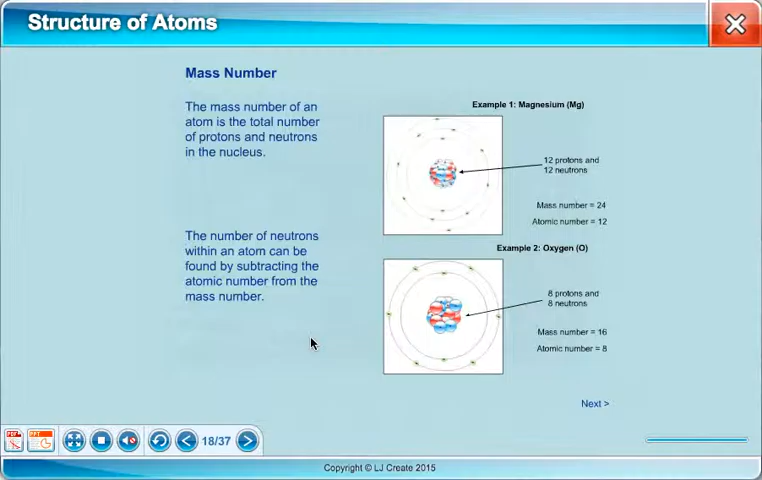 Structure of Atoms
Mass Number
The mass number of an
atom is the total number
of protons and neutrons
in the nucleus.
The number of neutrons
within an atom can be
found by subtracting the
atomic number from the
mass number.
Example 1: Magnesium (Mg)
12 protons and
12 neutrons
Mass number = 24
Atomic number = 12
Example 2: Oxygen (O)
8 protons and
8 neutrons
Mass number = 16
Atomic number = 8
Next >
PDF
PPT
18/37
Copyright © LJ Create 2015